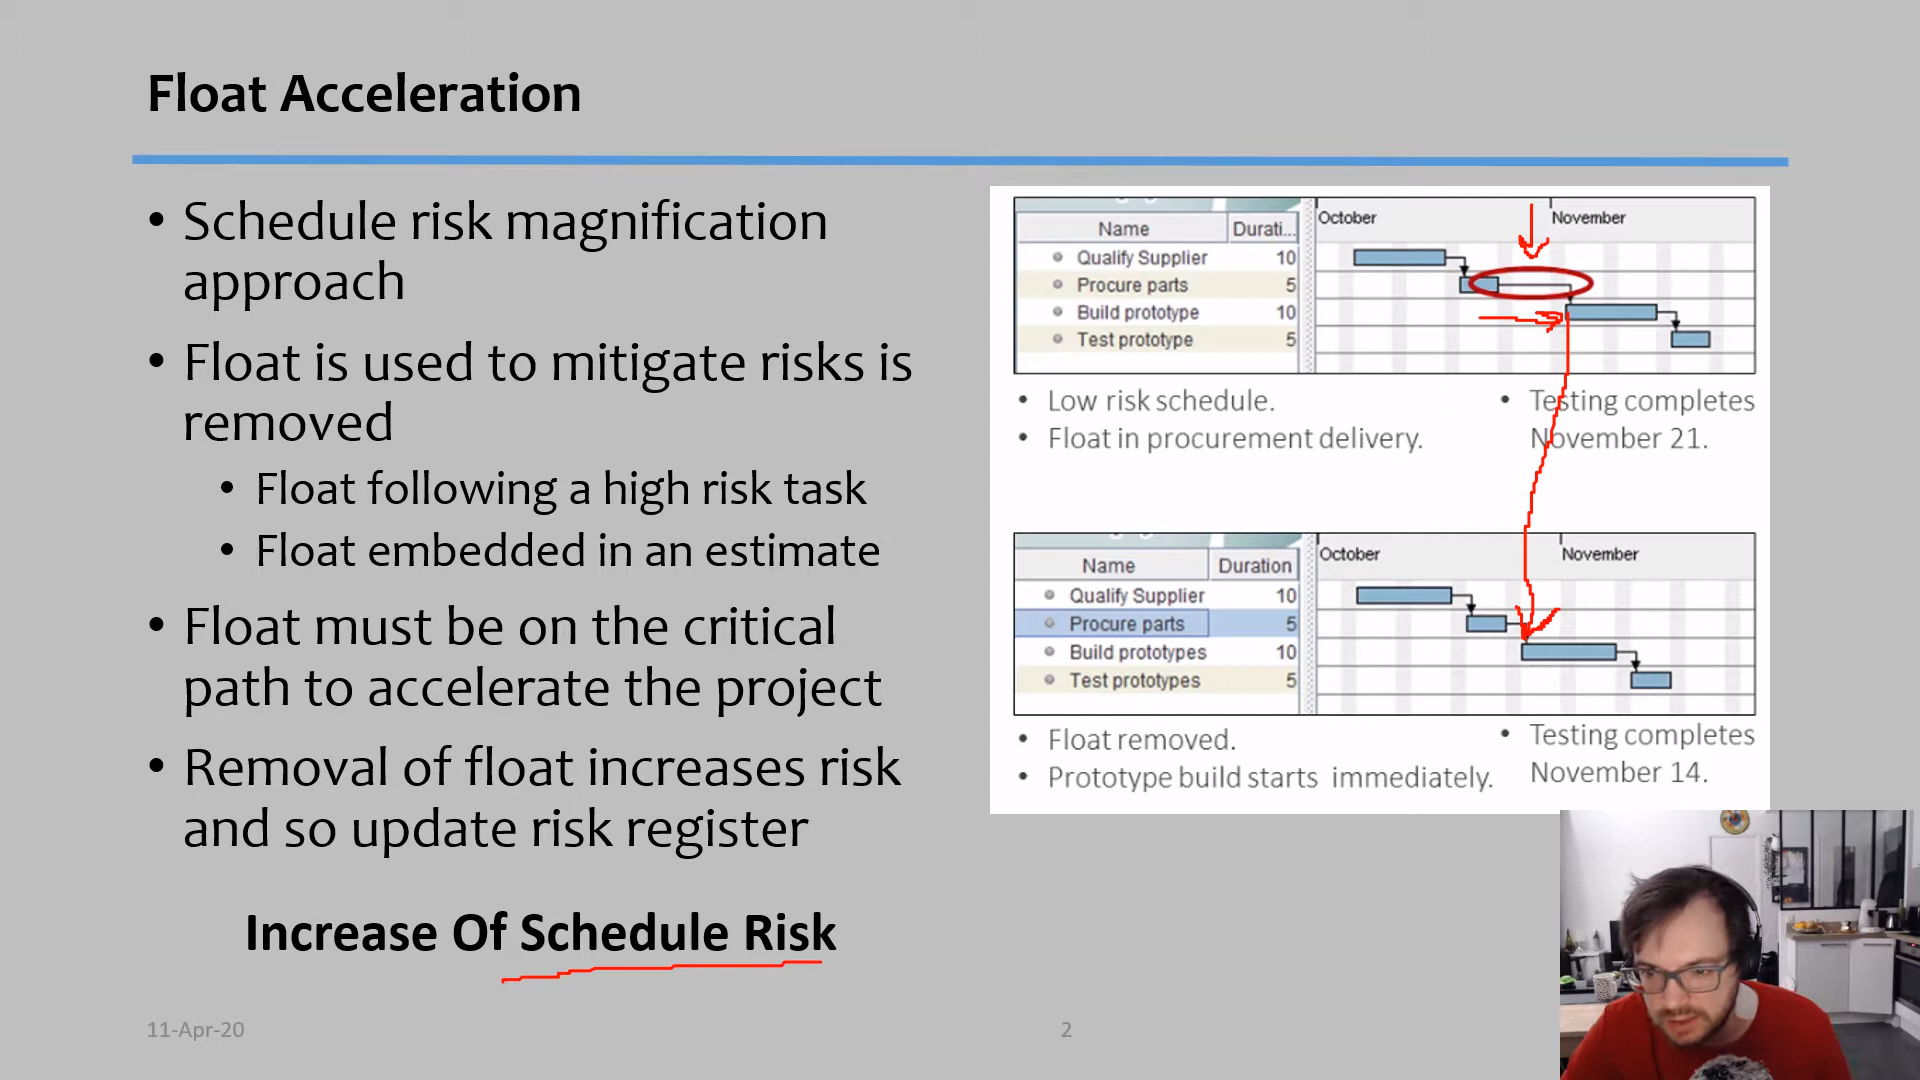 Float Acceleration
• Schedule risk magnification
approach
• Float is used to mitigate risks is
removed
• Float following a high risk task
• Float embedded in an estimate
• Float must be on the critical
path to accelerate the project
• Removal of float increases risk
and so update risk register
Increase Of Schedule Risk
11-Apr-20
2
Name Durati... October November
Qualify Supplier 10
Procure parts 5
Build prototype 10
Test prototype 5
• Low risk schedule.
• Float in procurement delivery.
• Testing completes
November 21.
Name Duration October November
Qualify Supplier 10
Procure parts 5
Build prototypes 10
Test prototypes 5
• Float removed.
• Prototype build starts immediately.
• Testing completes
November 14.